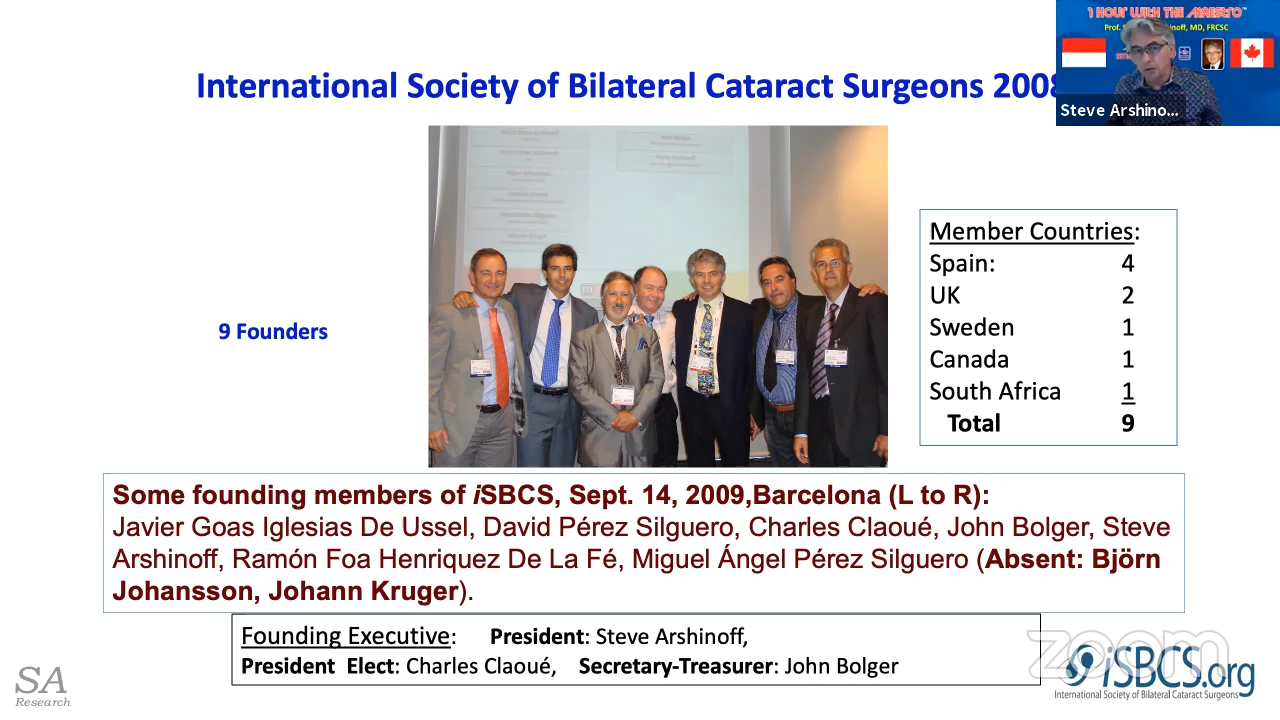 1 HOUR WITH THE MAESTRO™
MD, FRCSC
Steve Arshino...
International Society of Bilateral Cataract Surgeons 2008
9 Founders
Member Countries:
Spain: 4
UK 2
Sweden 1
Canada 1
South Africa 1
Total 9
Some founding members of iSBCS, Sept. 14, 2009,Barcelona (L to R):
Javier Goas Iglesias De Ussel, David Pérez Silguero, Charles Claoué, John Bolger, Steve
Arshinoff, Ramón Foa Henriquez De La Fé, Miguel Ángel Pérez Silguero (Absent: Björn
Johansson, Johann Kruger).
Founding Executive: President: Steve Arshinoff,
President Elect: Charles Claoué, Secretary-Treasurer: John Bolger
SA
Research
zoom
iSBCS.org
International Society of Bilateral Cataract Surgeons